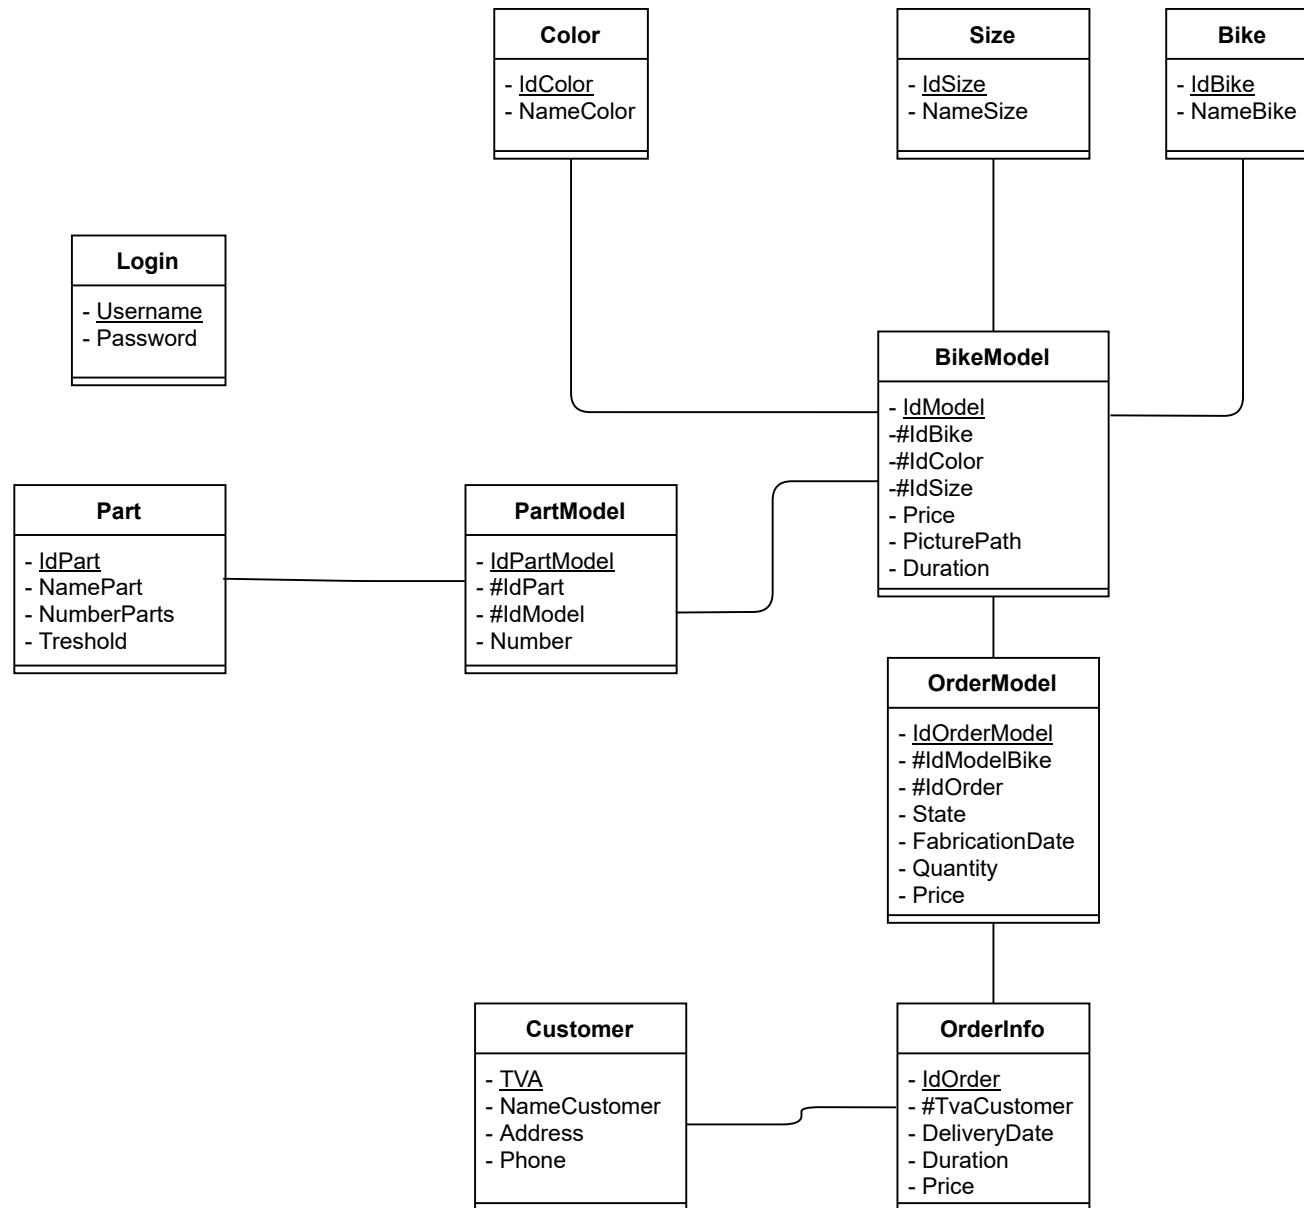 Color
- IdColor
- NameColor
Size
- IdSize
- NameSize
Bike
- IdBike
- NameBike
Login
- Username
- Password
BikeModel
- IdModel
-#IdBike
-#IdColor
-#IdSize
- Price
- PicturePath
- Duration
Part
- IdPart
- NamePart
- NumberParts
- Treshold
PartModel
- IdPartModel
- #IdPart
- #IdModel
- Number
OrderModel
- IdOrderModel
- #IdModelBike
- #IdOrder
- State
- FabricationDate
- Quantity
- Price
Customer
- TVA
- NameCustomer
- Address
- Phone
OrderInfo
- IdOrder
- #TvaCustomer
- DeliveryDate
- Duration
- Price